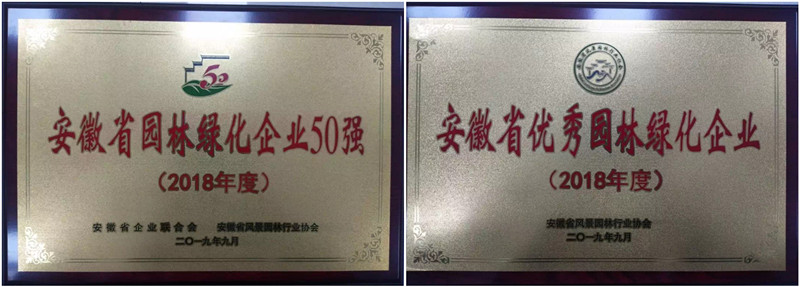 50
安徽省园林绿化企业50强
（2018年度）
安徽省企业联合会 安徽省风景园林行业协会
二〇一九年九月
安徽省优秀园林绿化企业
（2018年度）
安徽省风景园林行业协会
二〇一九年九月